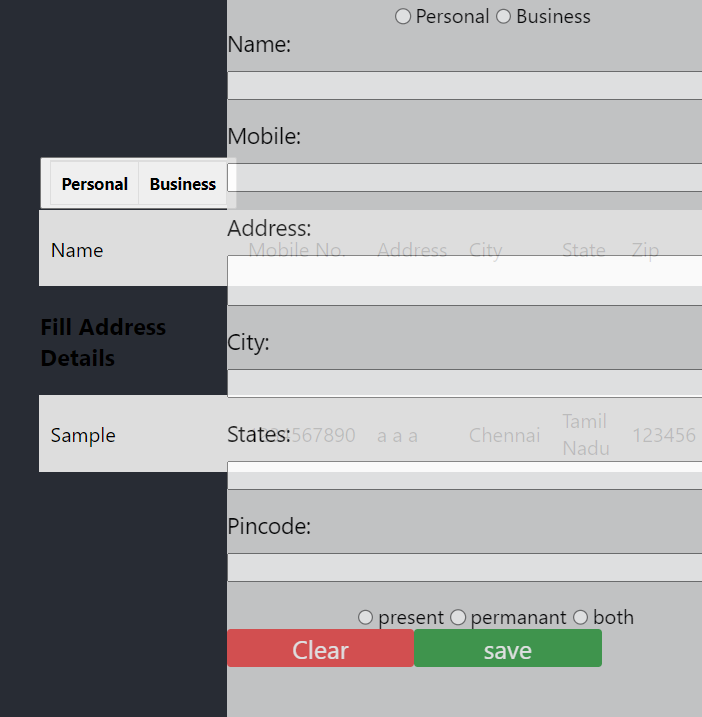 Personal Business
Name:
Mobile:
Personal Business
Address:
Name Mobile No. Address City State Zip
Fill Address
Details
City:
Sample 1234567890 a a a Chennai Tamil Nadu 123456
States:
Pincode:
present permanant both
Clear save